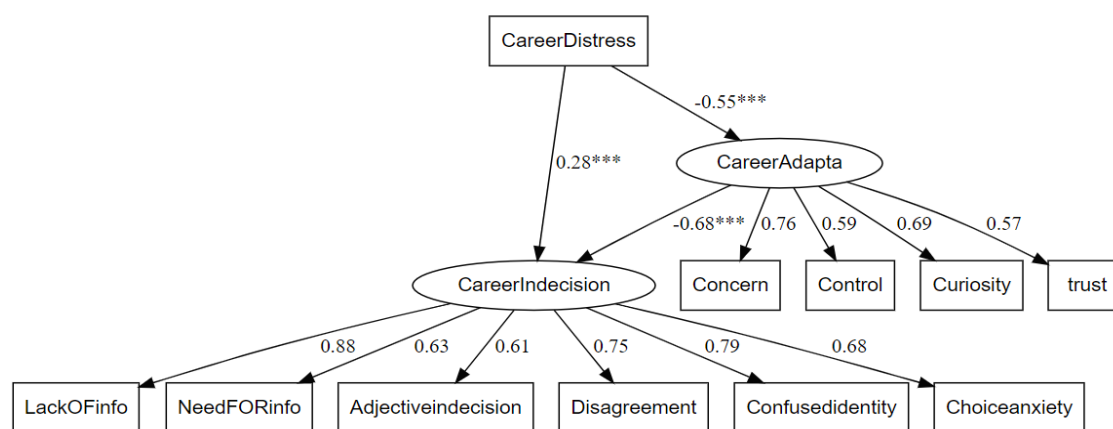 CareerDistress
-0.55***
CareerAdapta
0.28***
-0.68***
0.76
0.59
0.69
0.57
CareerIndecision
Concern
Control
Curiosity
trust
0.88
0.63
0.61
0.75
0.79
0.68
LackOFinfo
NeedFORinfo
Adjectiveindecision
Disagreement
Confusedidentity
Choiceanxiety